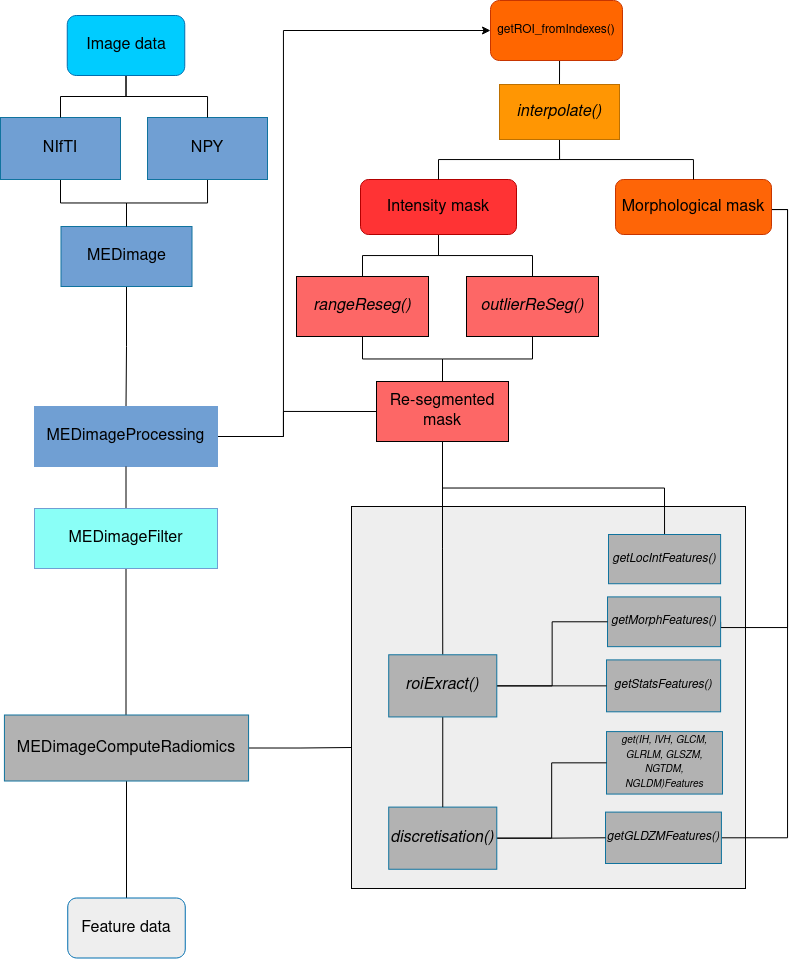 Image data
NIfTI
NPY
MEDimage
MEDimageProcessing
MEDimageFilter
MEDimageComputeRadiomics
Feature data
getROI_fromIndexes()
interpolate()
Intensity mask
Morphological mask
rangeReseg()
outlierReSeg()
Re-segmented
mask
getLocIntFeatures()
getMorphFeatures()
roiExract()
getStatsFeatures()
get(IH, IVH, GLCM,
GLRLM, GLSZM,
NGTDM,
NGLDM)Features
discretisation()
getGLDZMFeatures()